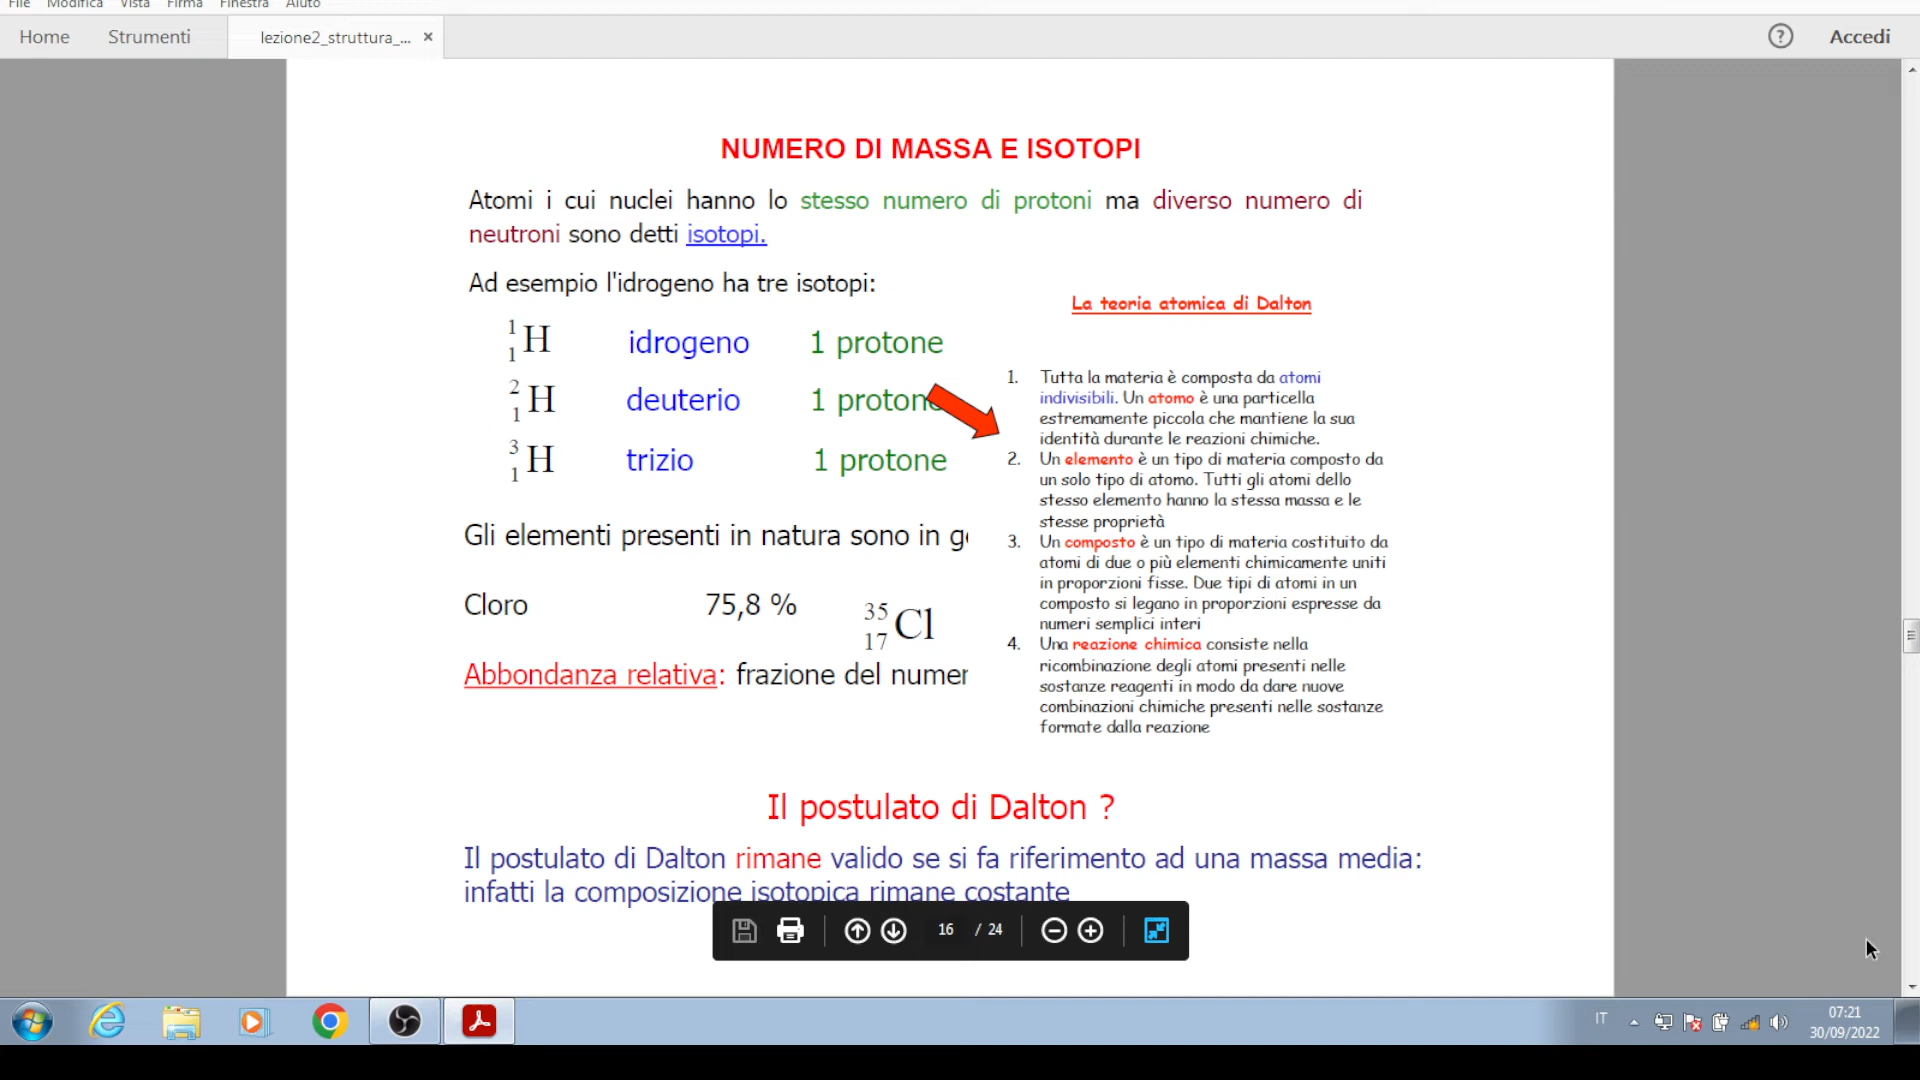 File Modifica Vista Firma Finestra Aiuto
Home Strumenti lezione2_struttura_... × ? Accedi
NUMERO DI MASSA E ISOTOPI
Atomi i cui nuclei hanno lo stesso numero di protoni ma diverso numero di
neutroni sono detti isotopi.
Ad esempio l'idrogeno ha tre isotopi:
1 1 H idrogeno 1 protone
2 1 H deuterio 1 protone
3 1 H trizio 1 protone
Gli elementi presenti in natura sono in ge
Cloro 75,8 % 35 17 Cl
Abbondanza relativa: frazione del numer
La teoria atomica di Dalton
1. Tutta la materia è composta da atomi
indivisibili. Un atomo è una particella
estremamente piccola che mantiene la sua
identità durante le reazioni chimiche.
2. Un elemento è un tipo di materia composto da
un solo tipo di atomo. Tutti gli atomi dello
stesso elemento hanno la stessa massa e le
stesse proprietà
3. Un composto è un tipo di materia costituito da
atomi di due o più elementi chimicamente uniti
in proporzioni fisse. Due tipi di atomi in un
composto si legano in proporzioni espresse da
numeri semplici interi
4. Una reazione chimica consiste nella
ricombinazione degli atomi presenti nelle
sostanze reagenti in modo da dare nuove
combinazioni chimiche presenti nelle sostanze
formate dalla reazione
Il postulato di Dalton ?
Il postulato di Dalton rimane valido se si fa riferimento ad una massa media:
infatti la composizione isotopica rimane costante
16 / 24
IT 07:21
30/09/2022